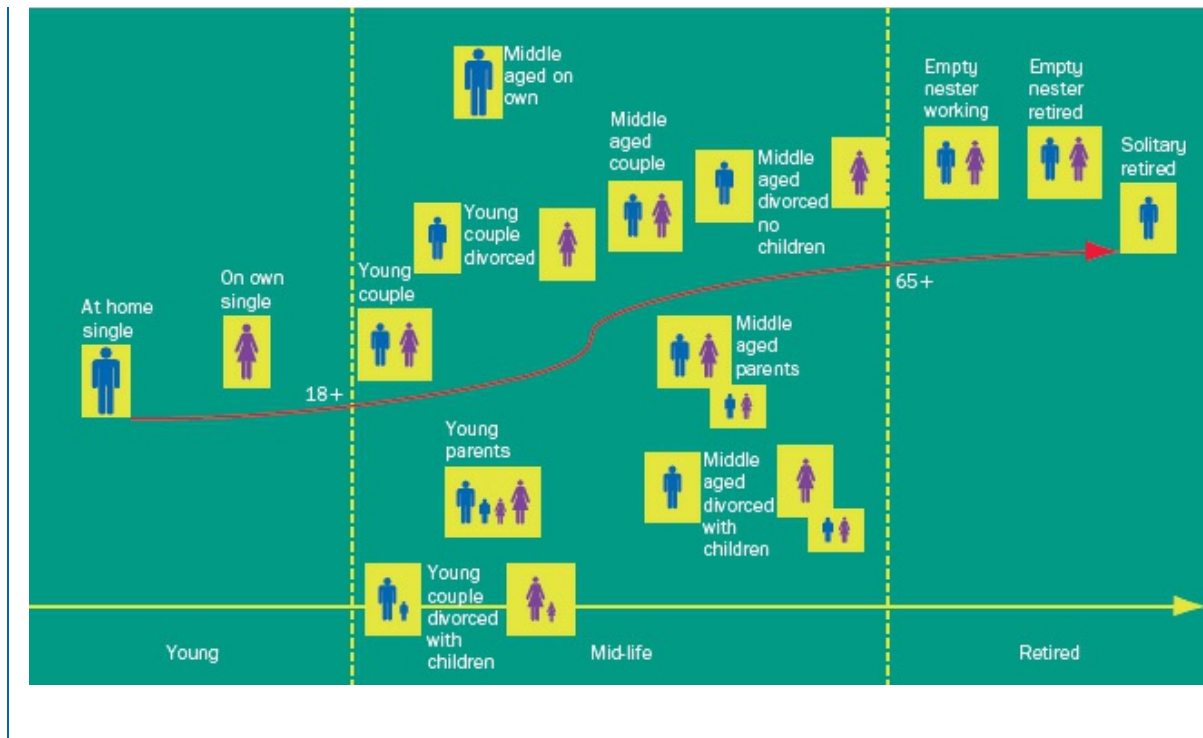 Middle
aged on
own
Empty
nester
working
Empty
nester
retired
Solitary
retired
Middle
aged
couple
Middle
aged
divorced
no
children
Young
couple
divorced
Young
couple
On own
single
At home
single
65+
18+
Middle
aged
parents
Young
parents
Middle
aged
divorced
with
children
Young
couple
divorced
with
children
Young
Mid-life
Retired